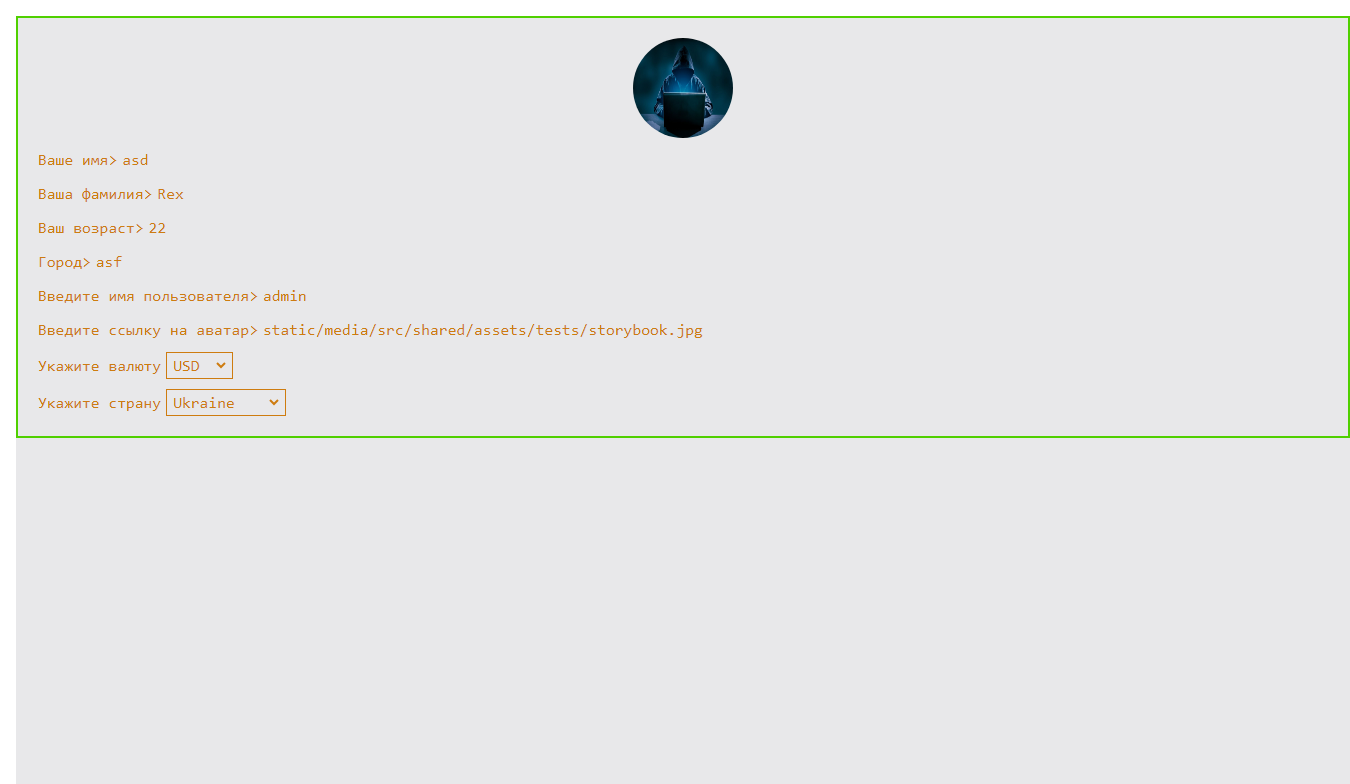 Ваше имя> asd
Ваша фамилия> Rex
Ваш возраст> 22
Город> asf
Введите имя пользователя> admin
Введите ссылку на аватар> static/media/src/shared/assets/tests/storybook.jpg
Укажите валюту USD
Укажите страну Ukraine